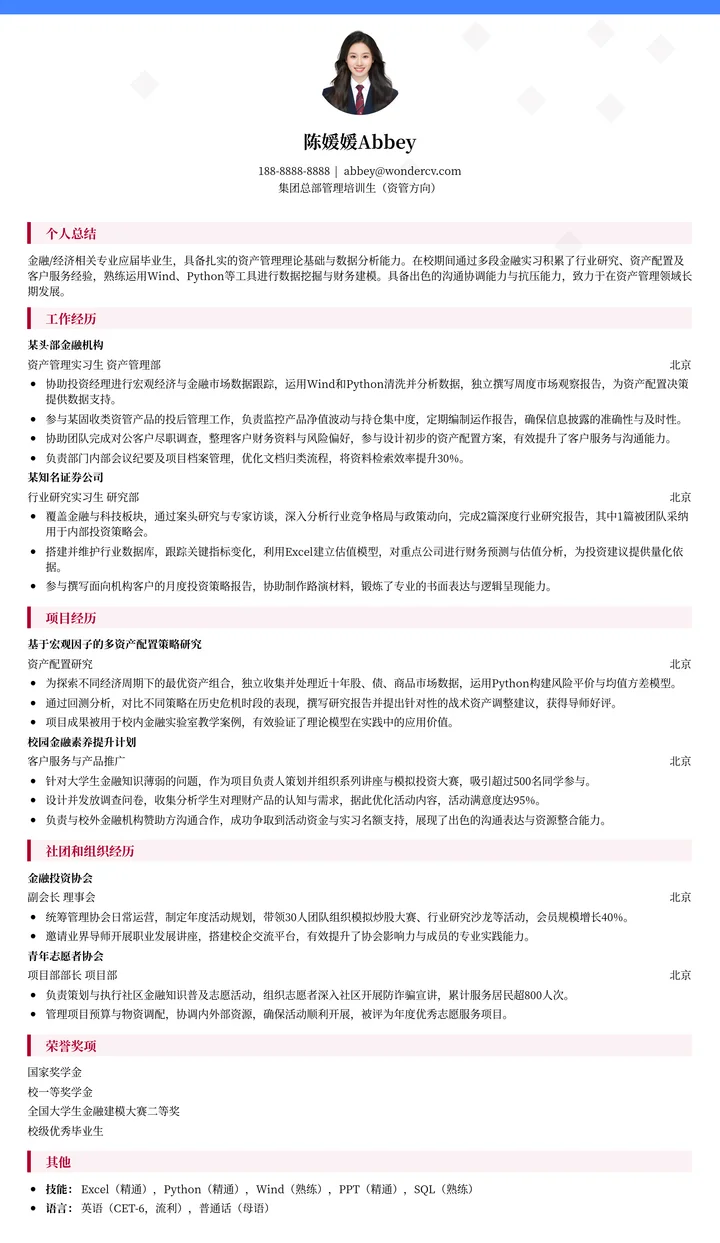 陈媛媛Abbey
188-8888-8888 | abbey@wondercv.com
集团总部管理培训生（资管方向）
个人总结
金融/经济相关专业应届毕业生，具备扎实的资产管理理论基础与数据分析能力。在校期间通过多段金融实习积累了行业研究、资产配置及
客户服务经验，熟练运用Wind、Python等工具进行数据挖掘与财务建模。具备出色的沟通协调能力与抗压能力，致力于在资产管理领域长
期发展。
工作经历
某头部金融机构
资产管理实习生 资产管理部 北京
• 协助投资经理进行宏观经济与金融市场数据跟踪，运用Wind和Python清洗并分析数据，独立撰写周度市场观察报告，为资产配置决策
提供数据支持。
• 参与某固收类资管产品的投后管理工作，负责监控产品净值波动与持仓集中度，定期编制运作报告，确保信息披露的准确性与及时性。
• 协助团队完成对公客户尽职调查，整理客户财务资料与风险偏好，参与设计初步的资产配置方案，有效提升了客户服务与沟通能力。
• 负责部门内部会议纪要及项目档案管理，优化文档归类流程，将资料检索效率提升30%。
某知名证券公司
行业研究实习生 研究部 北京
• 覆盖金融与科技板块，通过案头研究与专家访谈，深入分析行业竞争格局与政策动向，完成2篇深度行业研究报告，其中1篇被团队采纳
用于内部投资策略会。
• 搭建并维护行业数据库，跟踪关键指标变化，利用Excel建立估值模型，对重点公司进行财务预测与估值分析，为投资建议提供量化依
据。
• 参与撰写面向机构客户的月度投资策略报告，协助制作路演材料，锻炼了专业的书面表达与逻辑呈现能力。
项目经历
基于宏观因子的多资产配置策略研究
资产配置研究 北京
• 为探索不同经济周期下的最优资产组合，独立收集并处理近十年股、债、商品市场数据，运用Python构建风险平价与均值方差模型。
• 通过回测分析，对比不同策略在历史危机时段的表现，撰写研究报告并提出针对性的战术资产调整建议，获得导师好评。
• 项目成果被用于校内金融实验室教学案例，有效验证了理论模型在实践中的应用价值。
校园金融素养提升计划
客户服务与产品推广 北京
• 针对大学生金融知识薄弱的问题，作为项目负责人策划并组织系列讲座与模拟投资大赛，吸引超过500名同学参与。
• 设计并发放调查问卷，收集分析学生对理财产品的认知与需求，据此优化活动内容，活动满意度达95%。
• 负责与校外金融机构赞助方沟通合作，成功争取到活动资金与实习名额支持，展现了出色的沟通表达与资源整合能力。
社团和组织经历
金融投资协会
副会长 理事会 北京
• 统筹管理协会日常运营，制定年度活动规划，带领30人团队组织模拟炒股大赛、行业研究沙龙等活动，会员规模增长40%。
• 邀请业界导师开展职业发展讲座，搭建校企交流平台，有效提升了协会影响力与成员的专业实践能力。
青年志愿者协会
项目部部长 项目部 北京
• 负责策划与执行社区金融知识普及志愿活动，组织志愿者深入社区开展防诈骗宣讲，累计服务居民超800人次。
• 管理项目预算与物资调配，协调内外部资源，确保活动顺利开展，被评为年度优秀志愿服务项目。
荣誉奖项
国家奖学金
校一等奖学金
全国大学生金融建模大赛二等奖
校级优秀毕业生
其他
• 技能： Excel（精通），Python（精通），Wind（熟练），PPT（精通），SQL（熟练）
• 语言： 英语（CET-6，流利），普通话（母语）